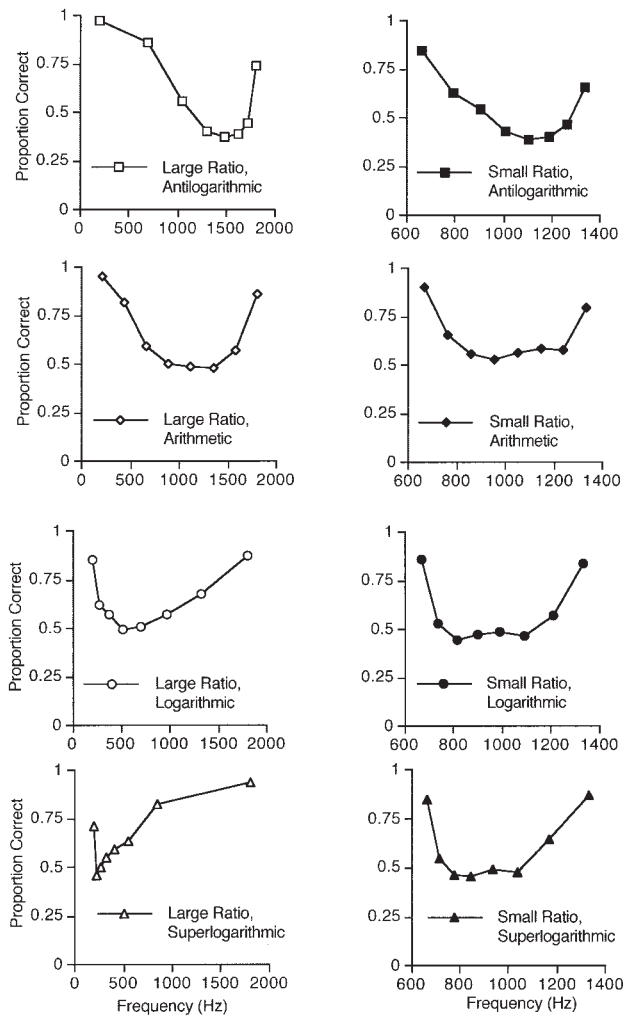 Proportion Correct
1
0.75
0.5
0.25
0
Large Ratio,
Antilogarithmic
0 500 1000 1500 2000
1
0.75
0.5
0.25
0
Small Ratio,
Antilogarithmic
600 800 1000 1200 1400
Proportion Correct
1
0.75
0.5
0.25
0
Large Ratio,
Arithmetic
0 500 1000 1500 2000
1
0.75
0.5
0.25
0
Small Ratio,
Arithmetic
600 800 1000 1200 1400
Proportion Correct
1
0.75
0.5
0.25
0
Large Ratio,
Logarithmic
0 500 1000 1500 2000
1
0.75
0.5
0.25
0
Small Ratio,
Logarithmic
600 800 1000 1200 1400
Proportion Correct
1
0.75
0.5
0.25
0
Large Ratio,
Superlogarithmic
0 500 1000 1500 2000
Frequency (Hz)
1
0.75
0.5
0.25
0
Small Ratio,
Superlogarithmic
600 800 1000 1200 1400
Frequency (Hz)